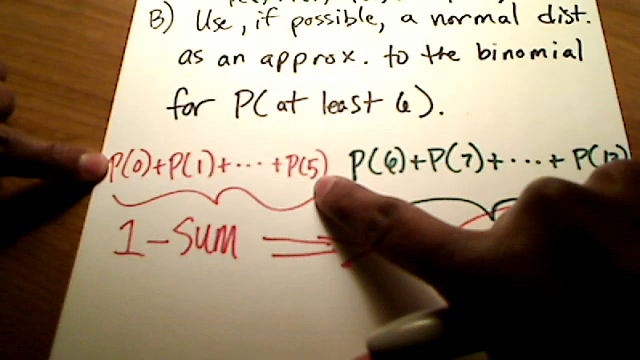 B) Use, if possible, a normal dist.
as an approx. to the binomial
for P(at least 6).
P(0)+P(1)+···+P(5) P(6)+P(7)+···+
1-Sum =